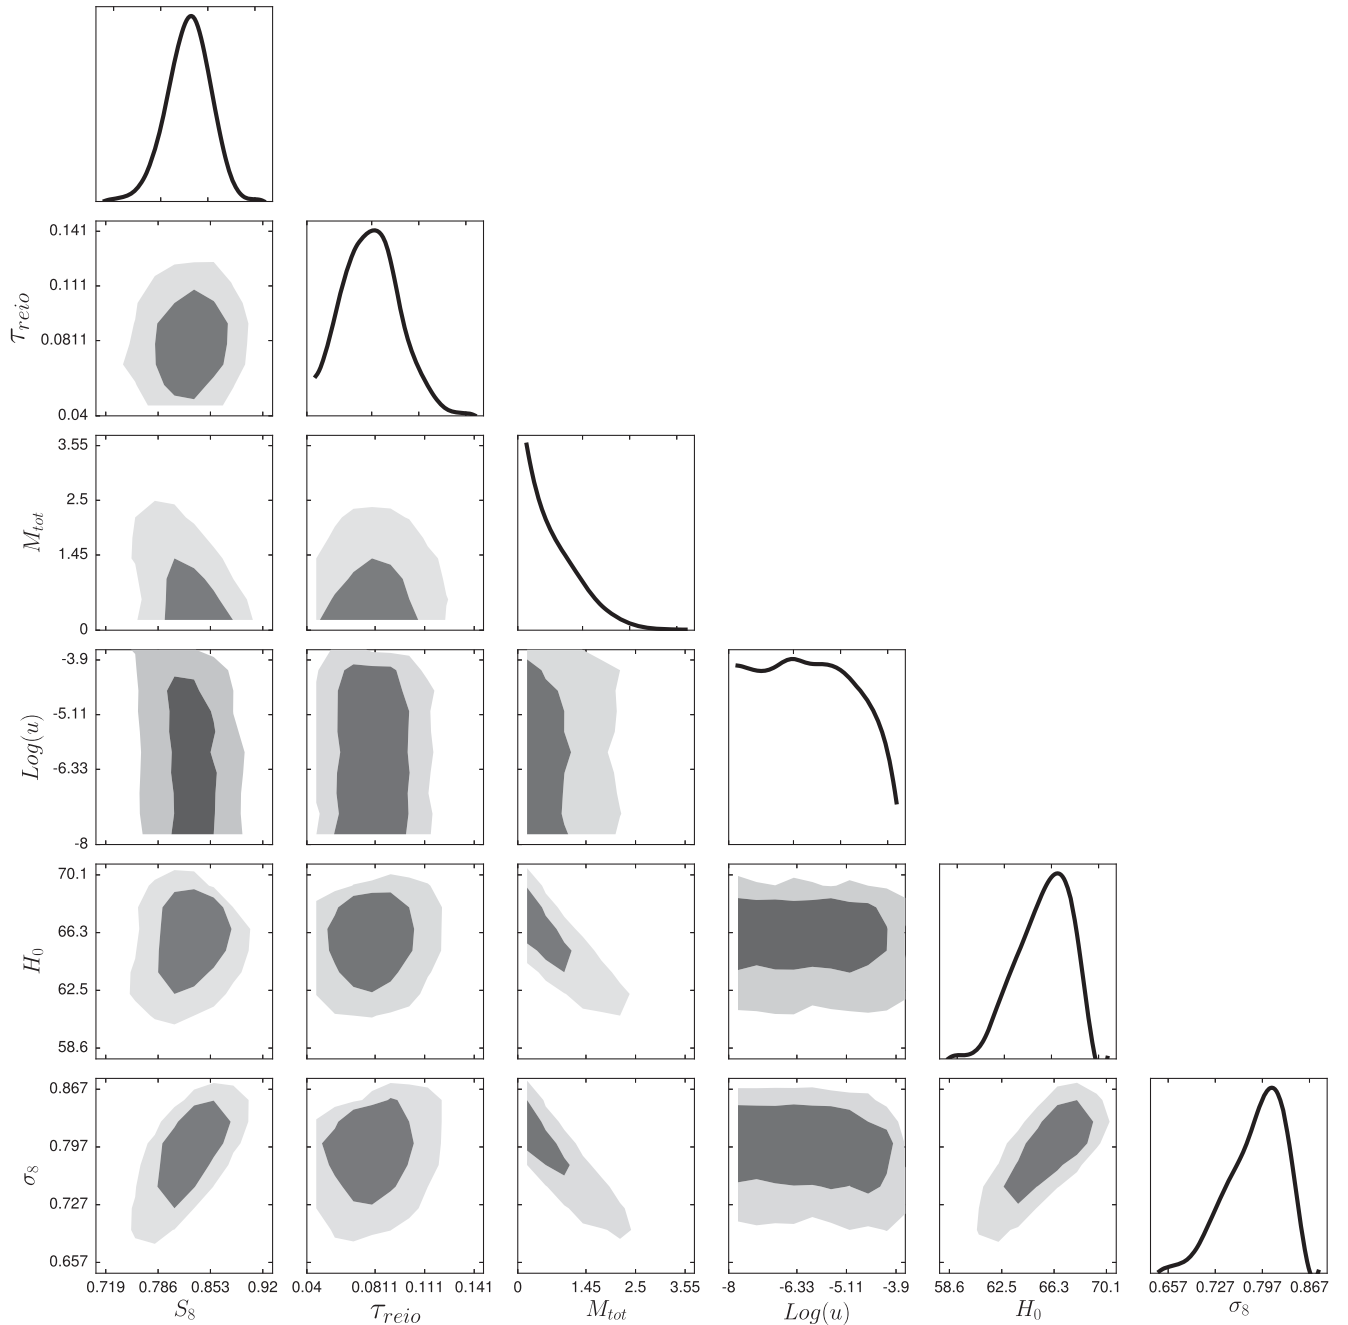 0.141
0.111
0.0811
0.04
τ_reio
3.55
2.5
1.45
0
M_tot
-3.9
-5.11
-6.33
-8
Log(u)
70.1
66.3
62.5
58.6
H_0
0.867
0.797
0.727
0.657
σ_8
0.719 0.786 0.853 0.92 0.04 0.0811 0.111 0.141 0 1.45 2.5 3.55 -8 -6.33 -5.11 -3.9 58.6 62.5 66.3 70.1 0.657 0.727 0.797 0.867
S_8 τ_reio M_tot Log(u) H_0 σ_8